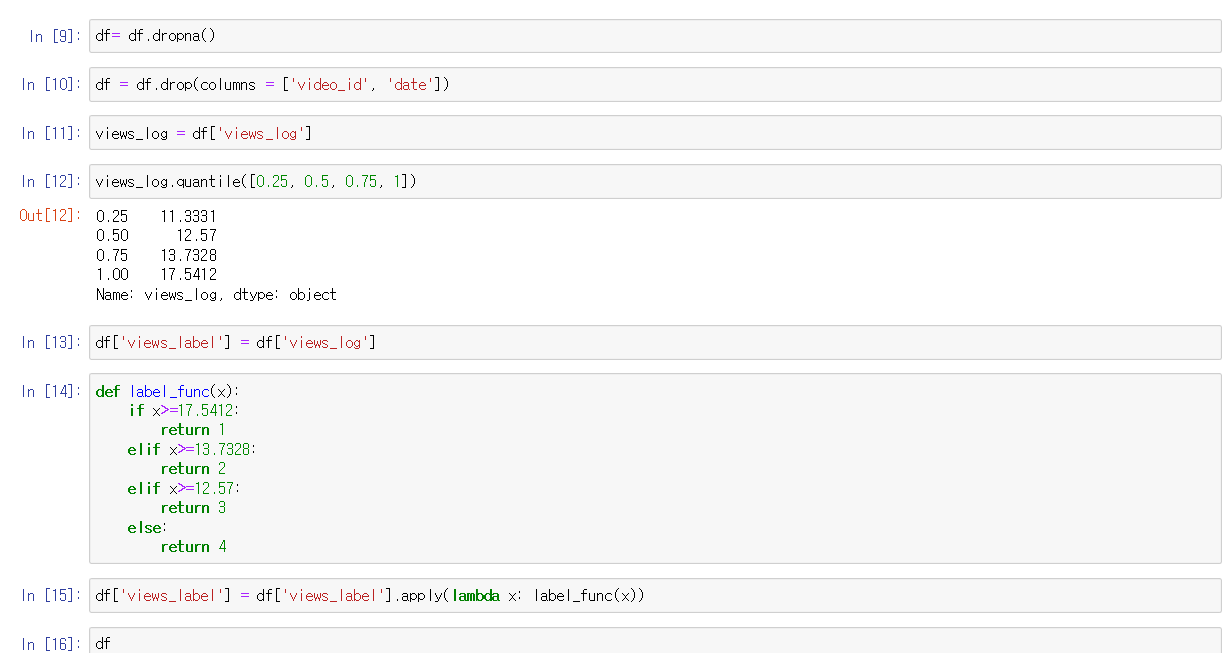 In [9]: df= df.dropna()
In [10]: df = df.drop(columns = ['video_id', 'date'])
In [11]: views_log = df['views_log']
In [12]: views_log.quantile([0.25, 0.5, 0.75, 1])
Out[12]: 0.25    11.3331
0.50      12.57
0.75    13.7328
1.00    17.5412
Name: views_log, dtype: object
In [13]: df['views_label'] = df['views_log']
In [14]: def label_func(x):
    if x>=17.5412:
        return 1
    elif x>=13.7328:
        return 2
    elif x>=12.57:
        return 3
    else:
        return 4
In [15]: df['views_label'] = df['views_label'].apply(lambda x: label_func(x))
In [16]: df